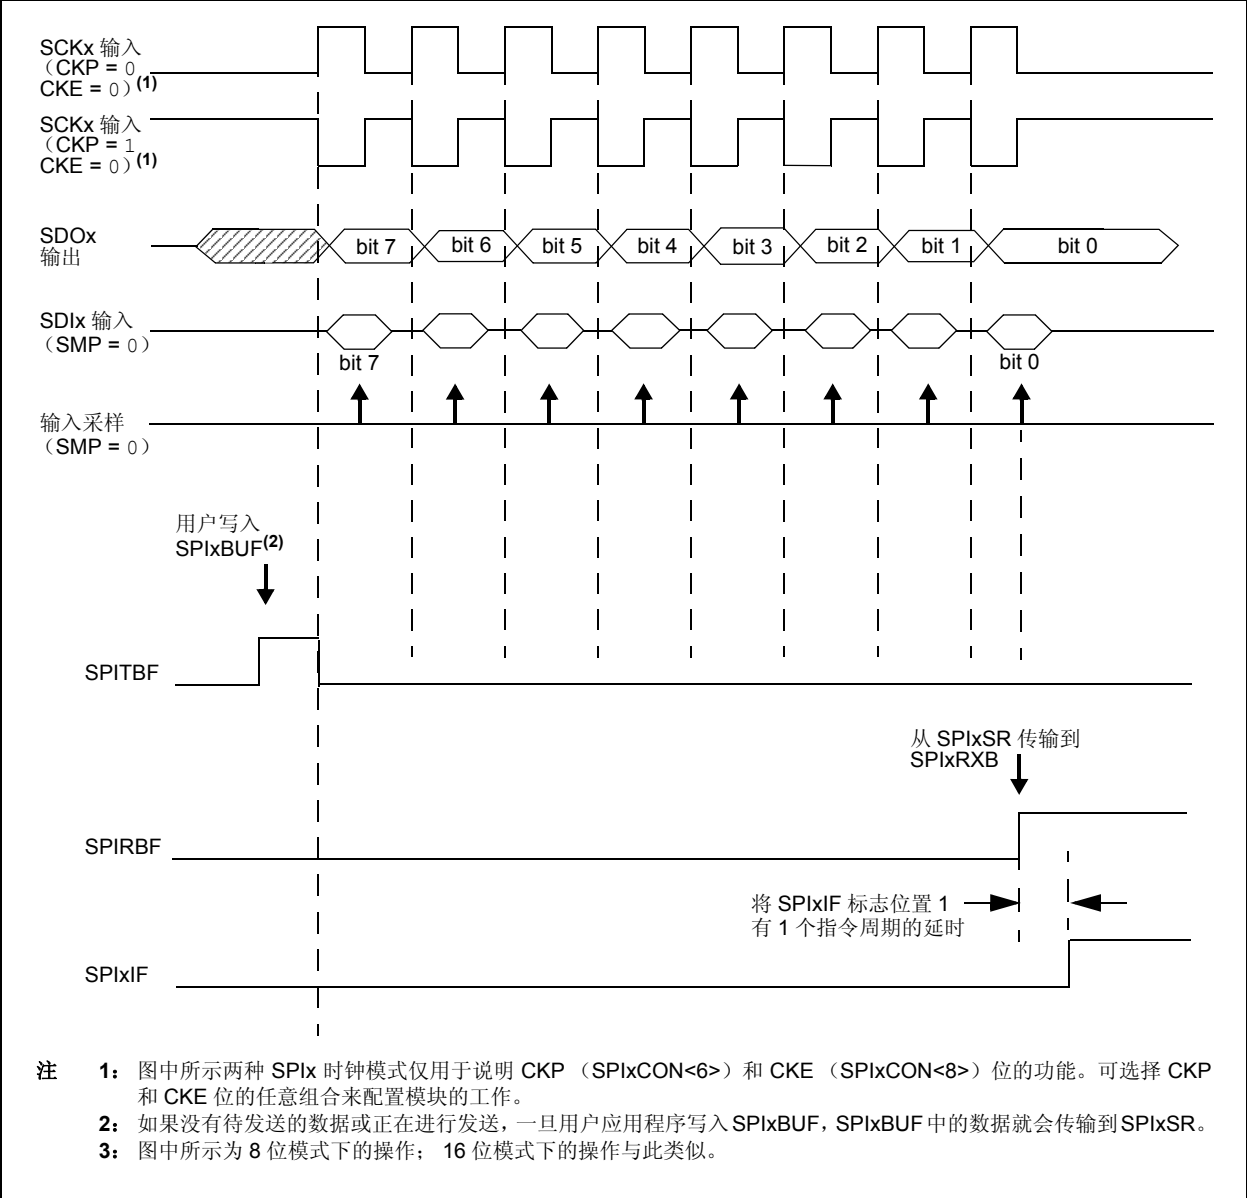 SCKx 输入
（CKP = 0
CKE = 0）(1)
SCKx 输入
（CKP = 1
CKE = 0）(1)
SDOx
输出
bit 7 bit 6 bit 5 bit 4 bit 3 bit 2 bit 1 bit 0
SDIx 输入
（SMP = 0）
bit 7 bit 0
输入采样
（SMP = 0）
用户写入
SPIxBUF(2)
SPITBF
从 SPIxSR 传输到
SPIxRXB
SPIRBF
将 SPIxIF 标志位置 1
有 1 个指令周期的延时
SPIxIF
注 1： 图中所示两种 SPIx 时钟模式仅用于说明 CKP （SPIxCON<6>）和 CKE （SPIxCON<8>）位的功能。可选择 CKP
和 CKE 位的任意组合来配置模块的工作。
2： 如果没有待发送的数据或正在进行发送，一旦用户应用程序写入 SPIxBUF，SPIxBUF 中的数据就会传输到 SPIxSR。
3： 图中所示为 8 位模式下的操作； 16 位模式下的操作与此类似。